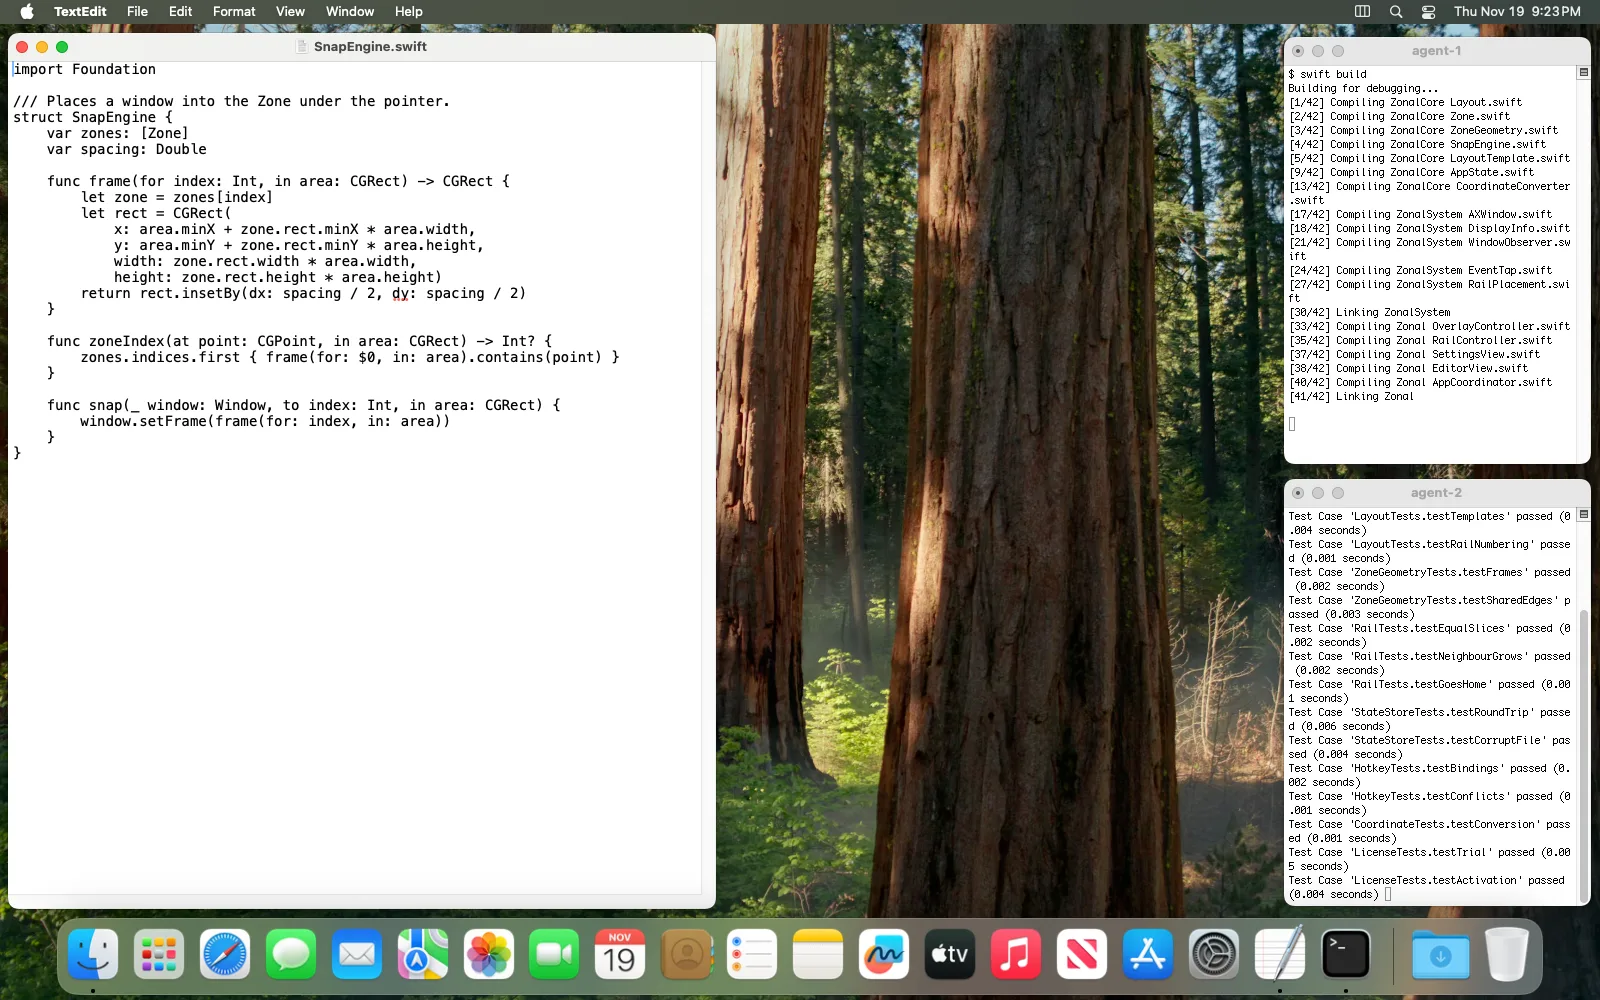 TextEdit File Edit Format View Window Help
Thu Nov 19 9:23 PM
SnapEngine.swift
import Foundation
/// Places a window into the Zone under the pointer.
struct SnapEngine {
var zones: [Zone]
var spacing: Double
func frame(for index: Int, in area: CGRect) -> CGRect {
let zone = zones[index]
let rect = CGRect(
x: area.minX + zone.rect.minX * area.width,
y: area.minY + zone.rect.minY * area.height,
width: zone.rect.width * area.width,
height: zone.rect.height * area.height)
return rect.insetBy(dx: spacing / 2, dy: spacing / 2)
}
func zoneIndex(at point: CGPoint, in area: CGRect) -> Int? {
zones.indices.first { frame(for: $0, in: area).contains(point) }
}
func snap(_ window: Window, to index: Int, in area: CGRect) {
window.setFrame(frame(for: index, in: area))
}
}
agent-1
$ swift build
Building for debugging...
[1/42] Compiling ZonalCore Layout.swift
[2/42] Compiling ZonalCore Zone.swift
[3/42] Compiling ZonalCore ZoneGeometry.swift
[4/42] Compiling ZonalCore SnapEngine.swift
[5/42] Compiling ZonalCore LayoutTemplate.swift
[9/42] Compiling ZonalCore AppState.swift
[13/42] Compiling ZonalCore CoordinateConverter
.swift
[17/42] Compiling ZonalSystem AXWindow.swift
[18/42] Compiling ZonalSystem DisplayInfo.swift
[21/42] Compiling ZonalSystem WindowObserver.sw
ift
[24/42] Compiling ZonalSystem EventTap.swift
[27/42] Compiling ZonalSystem RailPlacement.swi
ft
[30/42] Linking ZonalSystem
[33/42] Compiling Zonal OverlayController.swift
[35/42] Compiling Zonal RailController.swift
[37/42] Compiling Zonal SettingsView.swift
[38/42] Compiling Zonal EditorView.swift
[40/42] Compiling Zonal AppCoordinator.swift
[41/42] Linking Zonal
agent-2
Test Case 'LayoutTests.testTemplates' passed (0
.004 seconds)
Test Case 'LayoutTests.testRailNumbering' passe
d (0.001 seconds)
Test Case 'ZoneGeometryTests.testFrames' passed
(0.002 seconds)
Test Case 'ZoneGeometryTests.testSharedEdges' p
assed (0.003 seconds)
Test Case 'RailTests.testEqualSlices' passed (0
.002 seconds)
Test Case 'RailTests.testNeighbourGrows' passed
(0.002 seconds)
Test Case 'RailTests.testGoesHome' passed (0.00
1 seconds)
Test Case 'StateStoreTests.testRoundTrip' passe
d (0.006 seconds)
Test Case 'StateStoreTests.testCorruptFile' pas
sed (0.004 seconds)
Test Case 'HotkeyTests.testBindings' passed (0.
002 seconds)
Test Case 'HotkeyTests.testConflicts' passed (0
.001 seconds)
Test Case 'CoordinateTests.testConversion' pass
ed (0.001 seconds)
Test Case 'LicenseTests.testTrial' passed (0.00
5 seconds)
Test Case 'LicenseTests.testActivation' passed
(0.004 seconds)
NOV
19
tv
>_